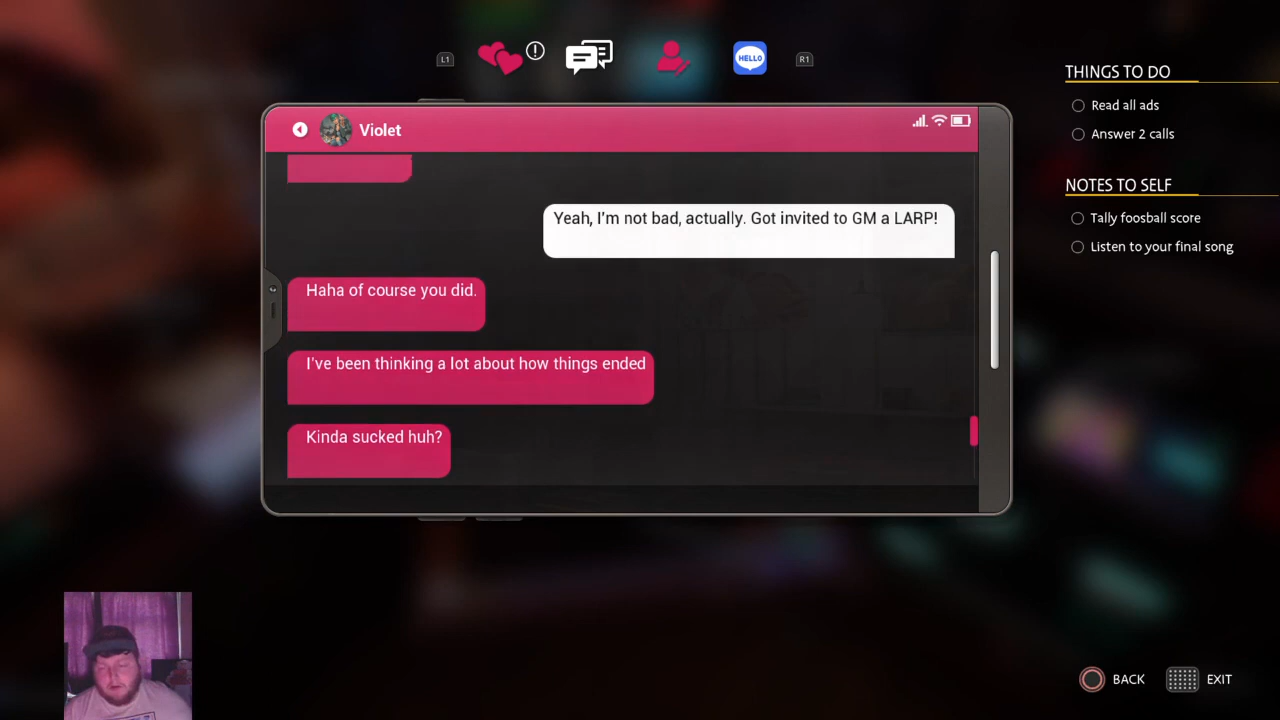 L1
HELLO
R1
THINGS TO DO
Read all ads
Answer 2 calls
NOTES TO SELF
Tally foosball score
Listen to your final song
Violet
Yeah, I'm not bad, actually. Got invited to GM a LARP!
Haha of course you did.
I've been thinking a lot about how things ended
Kinda sucked huh?
BACK
EXIT